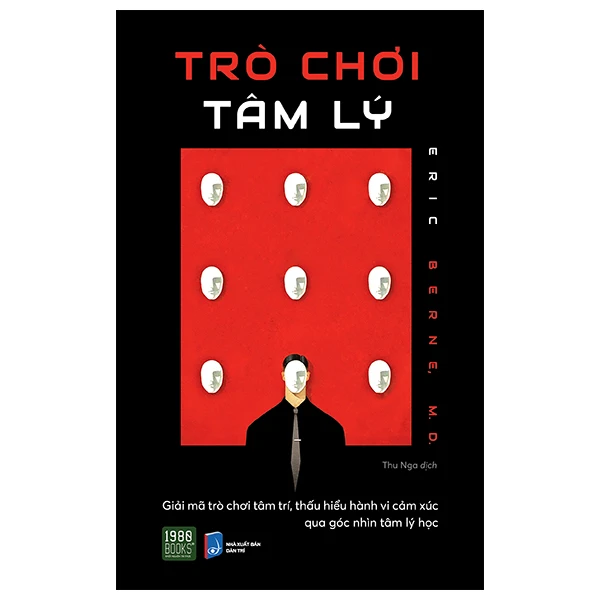 TRÒ CHƠI
TÂM LÝ
ERIC BERNE, M.D.
Thu Nga dịch
Giải mã trò chơi tâm trí, thấu hiểu hành vi cảm xúc
qua góc nhìn tâm lý học
1980
BOOKS
NHÀ XUẤT BẢN
DÂN TRÍ